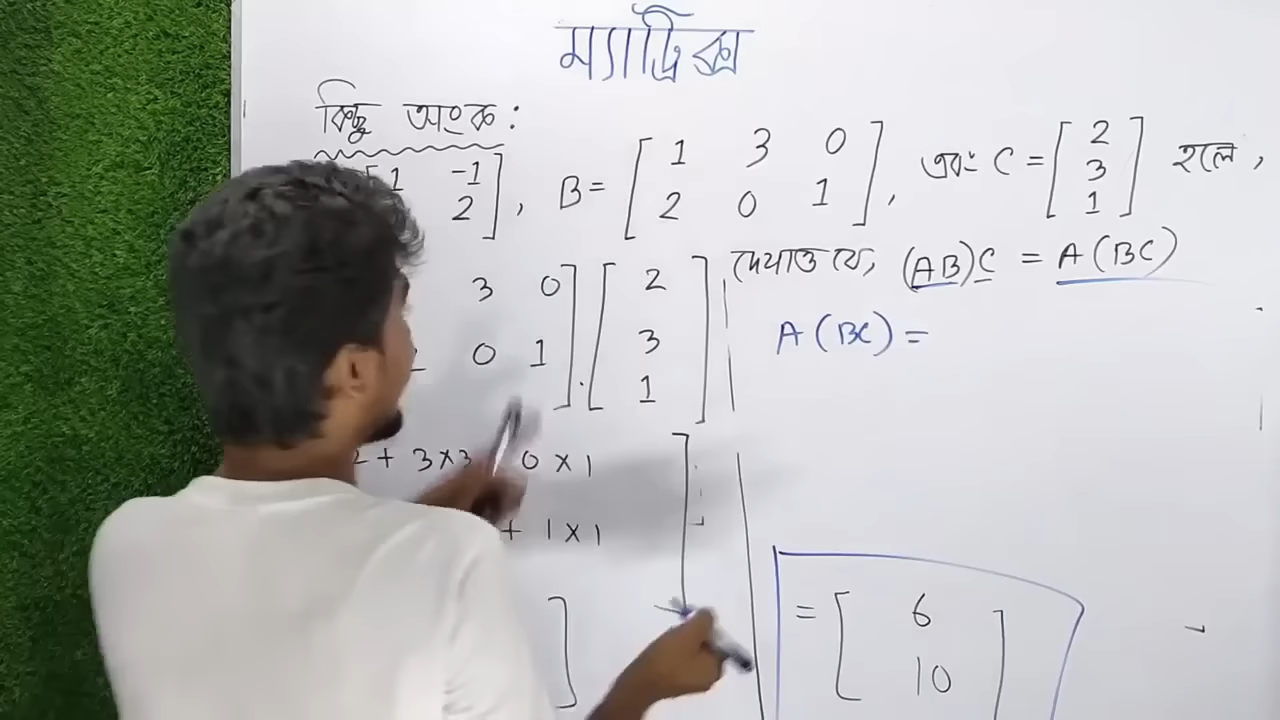 ম্যাট্রিক্স
কিছু অংক:
[1 -1
2], B = [1 3 0
2 0 1], এবং C = [2
3
1] হলে,
দেখাও যে, (AB)C = A(BC)
3 0] . [2
0 1] 3
1]
A(BC) =
2 + 3×3 0×1]
+ 1×1
]
= [6
10]